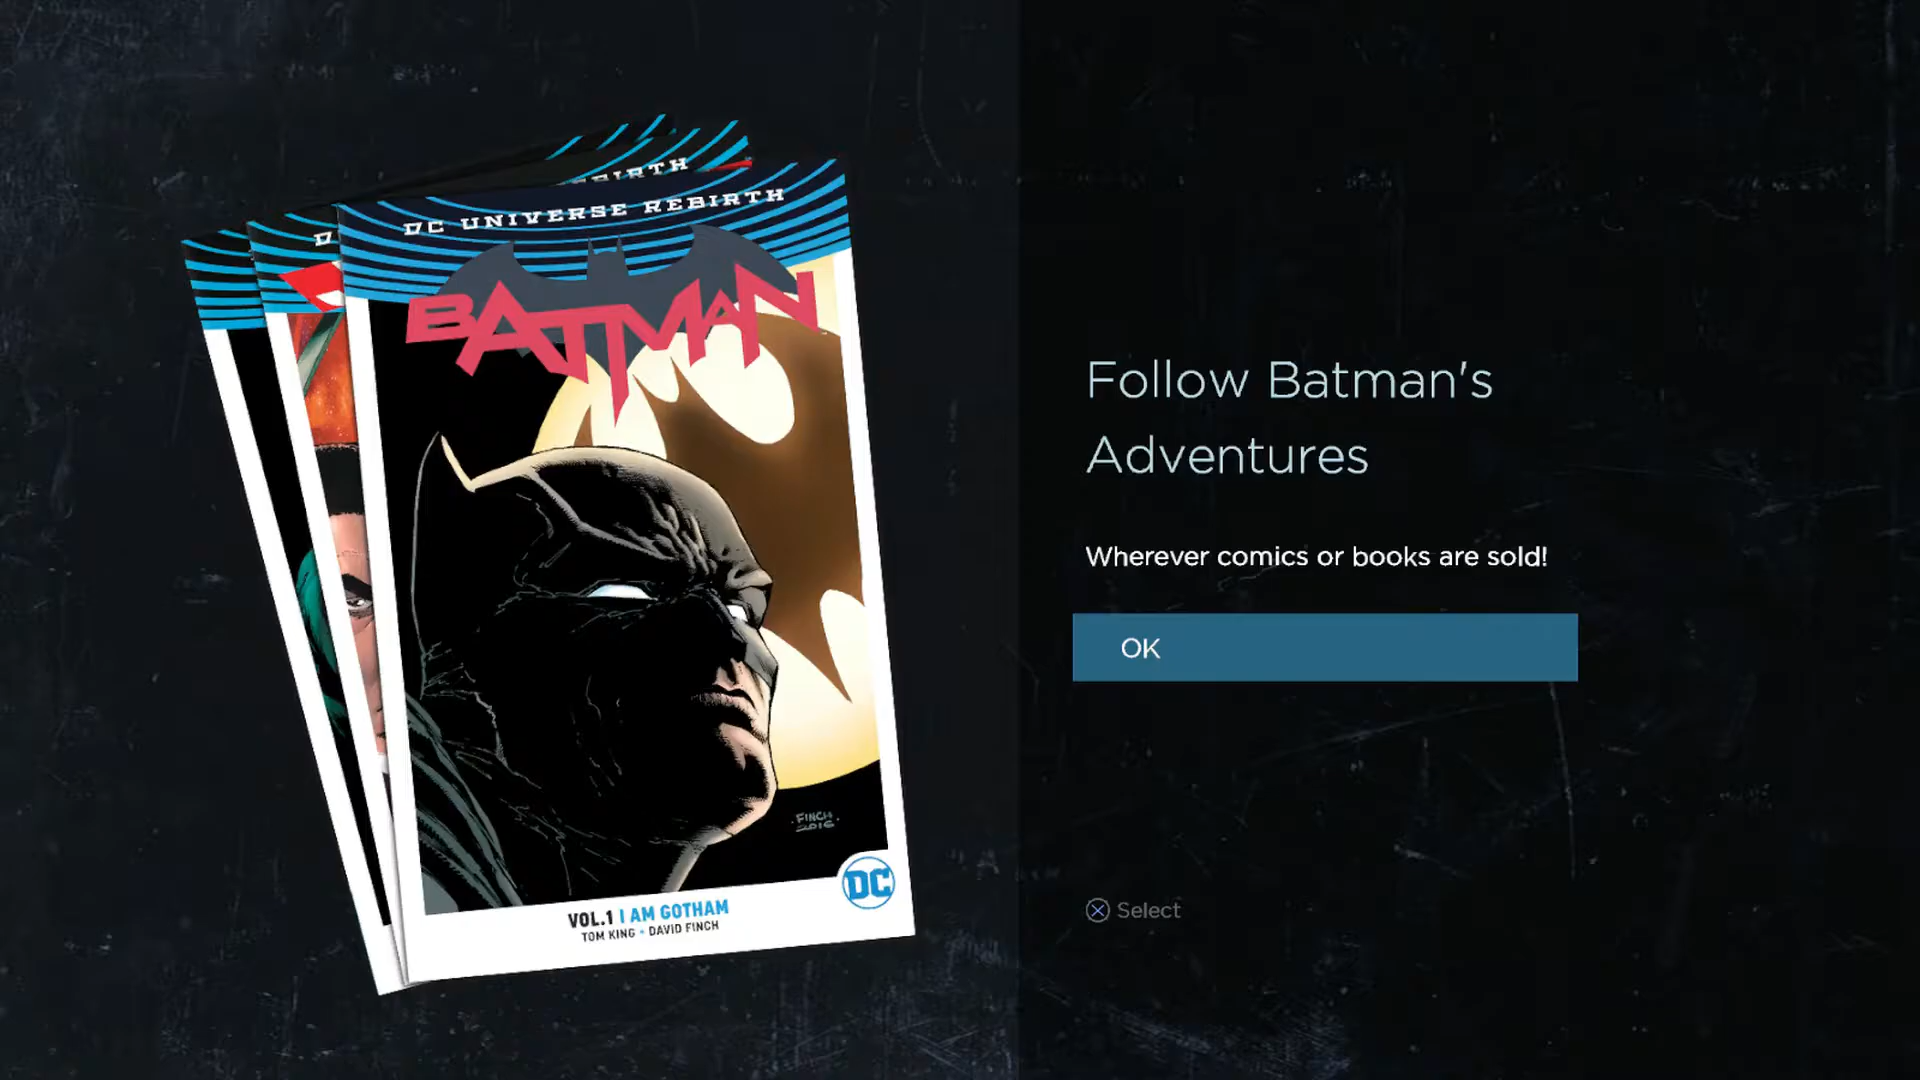 DC UNIVERSE REBIRTH
BATMAN
FINCH
2016
DC
VOL.1 I AM GOTHAM
TOM KING • DAVID FINCH
Follow Batman's
Adventures
Wherever comics or books are sold!
OK
Select